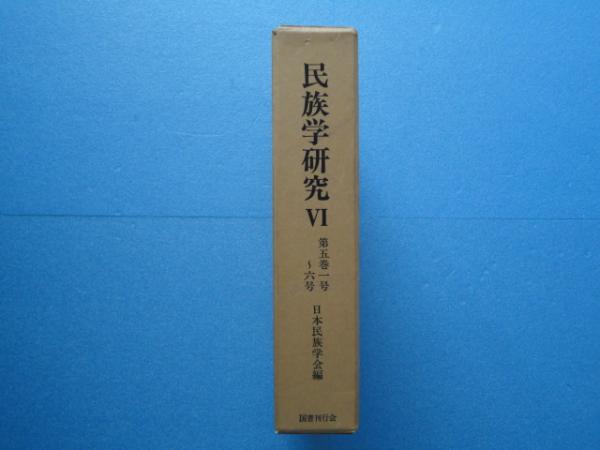 民族学研究 VI
第五巻一号
～六号
日本民族学会編
国書刊行会